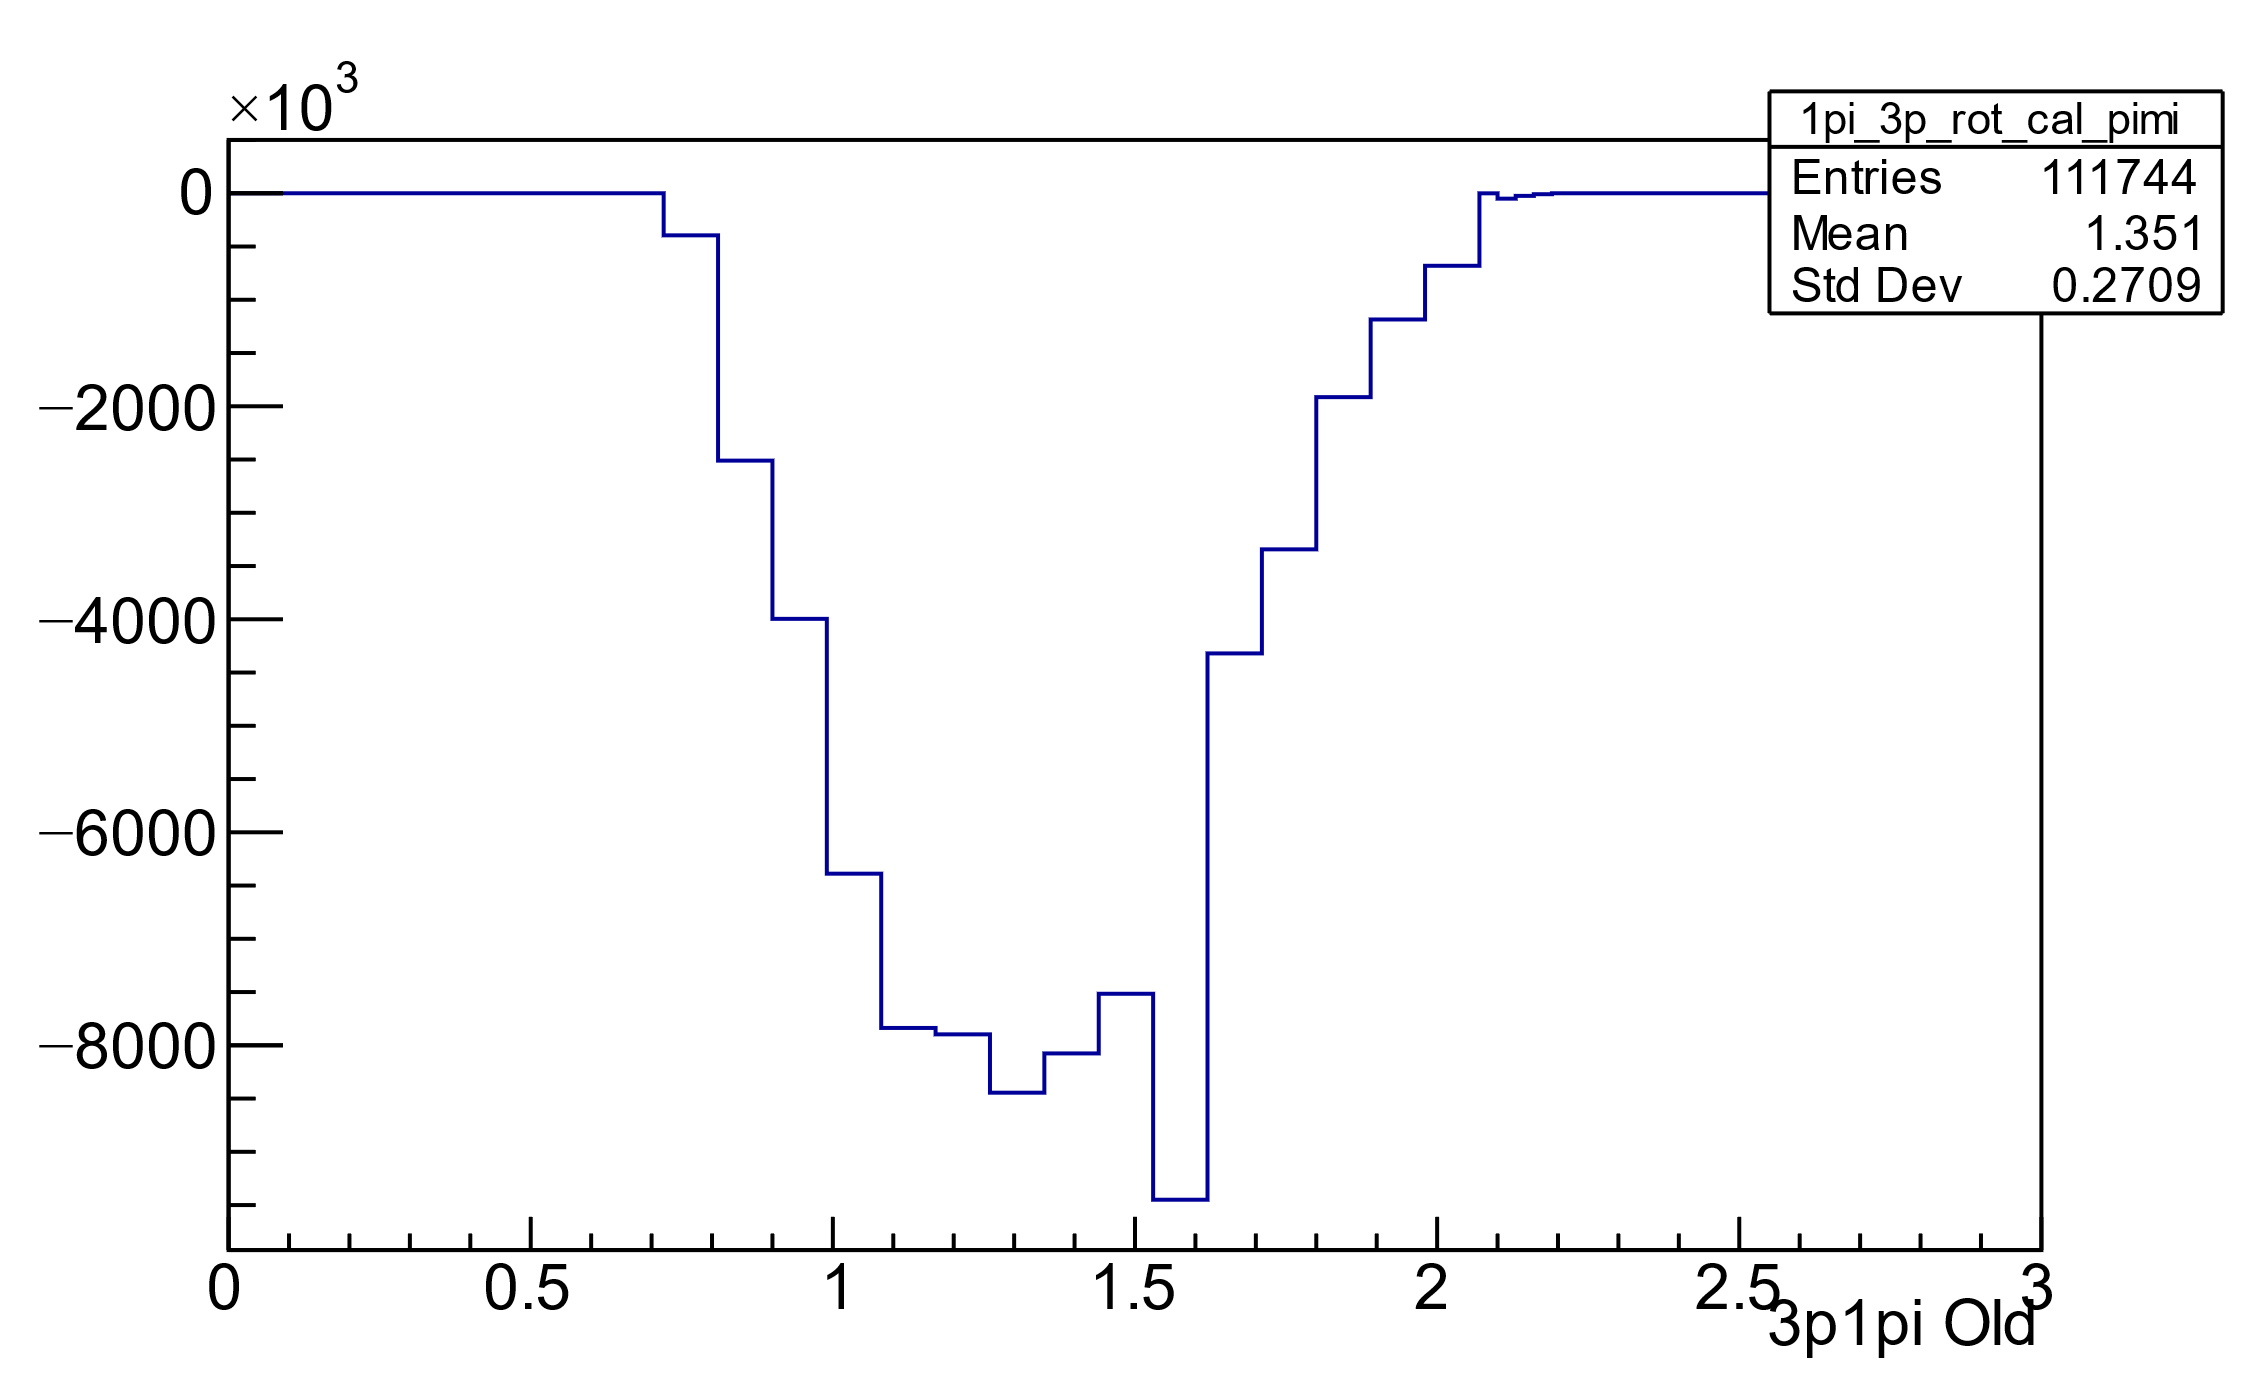 ×10³
1pi_3p_rot_cal_pimi
Entries 111744
Mean 1.351
Std Dev 0.2709
0
−2000
−4000
−6000
−8000
0 0.5 1 1.5 2 2.5 3
3p1pi Old